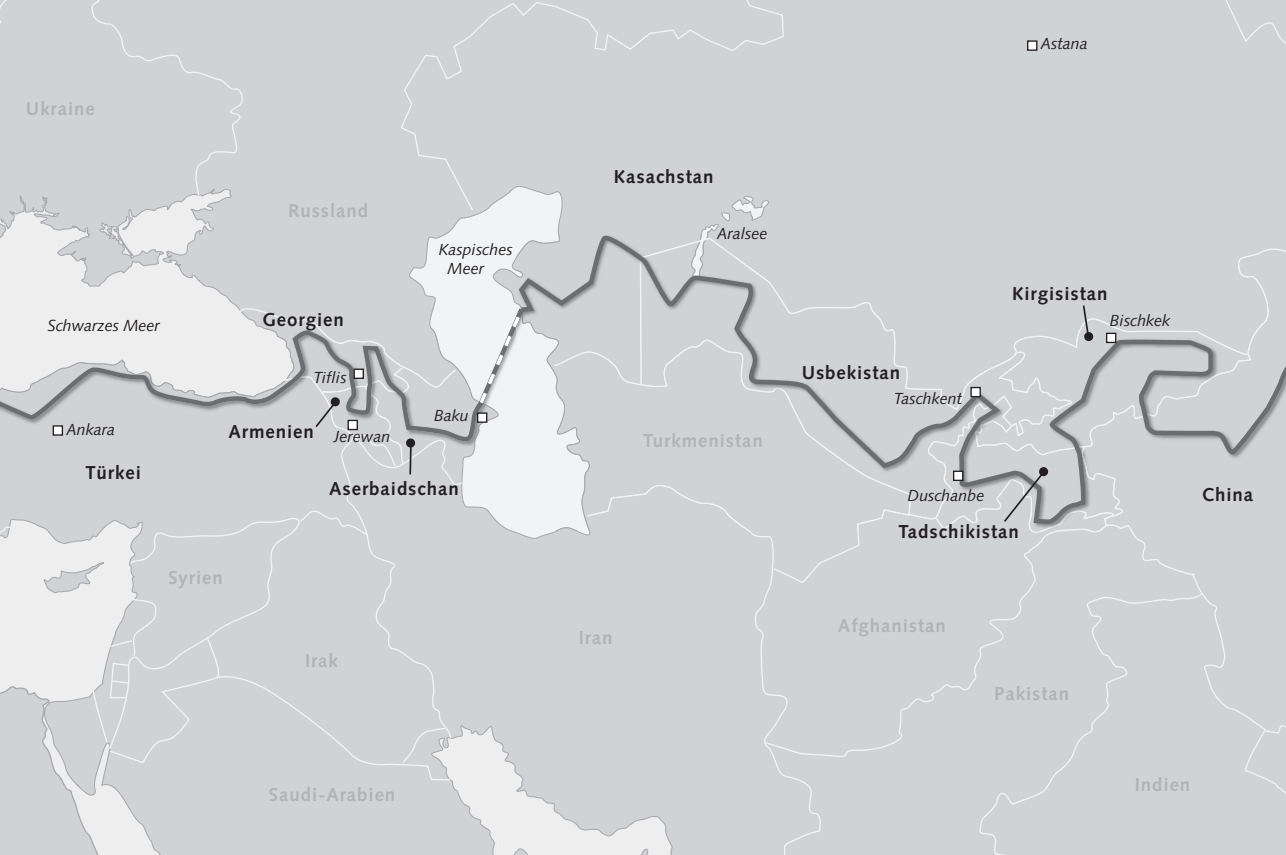 Astana
Ukraine
Kasachstan
Russland
Aralsee
Kaspisches
Meer
Kirgisistan
Georgien
Bischkek
Schwarzes Meer
Usbekistan
Tiflis
Taschkent
Baku
Ankara
Armenien
Jerewan
Turkmenistan
Türkei
Aserbaidschan
Duschanbe
China
Tadschikistan
Syrien
Afghanistan
Iran
Irak
Pakistan
Indien
Saudi-Arabien